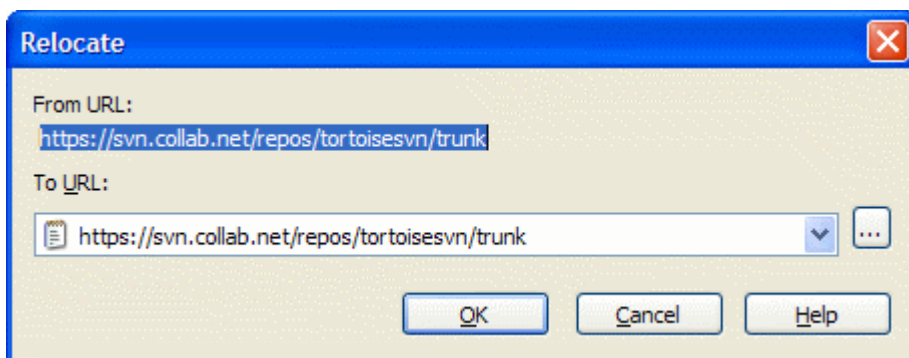 Relocate
From URL:
https://svn.collab.net/repos/tortoisesvn/trunk
To URL:
https://svn.collab.net/repos/tortoisesvn/trunk
...
OK Cancel Help